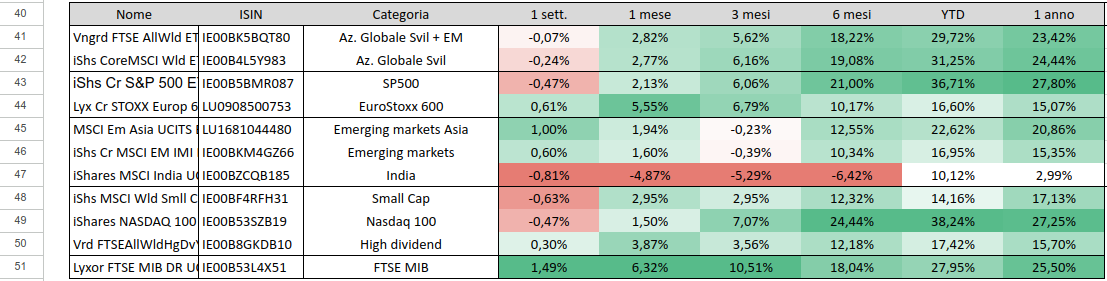 40 Nome ISIN Categoria 1 sett. 1 mese 3 mesi 6 mesi YTD 1 anno
41 Vngrd FTSE AllWld ET IE00BK5BQT80 Az. Globale Svil + EM -0,07% 2,82% 5,62% 18,22% 29,72% 23,42%
42 iShs CoreMSCI Wld E IE00B4L5Y983 Az. Globale Svil -0,24% 2,77% 6,16% 19,08% 31,25% 24,44%
43 iShs Cr S&P 500 E IE00B5BMR087 SP500 -0,47% 2,13% 6,06% 21,00% 36,71% 27,80%
44 Lyx Cr STOXX Europ 6 LU0908500753 EuroStoxx 600 0,61% 5,55% 6,79% 10,17% 16,60% 15,07%
45 MSCI Em Asia UCITS LU1681044480 Emerging markets Asia 1,00% 1,94% -0,23% 12,55% 22,62% 20,86%
46 iShs Cr MSCI EM IMI IE00BKM4GZ66 Emerging markets 0,60% 1,60% -0,39% 10,34% 16,95% 15,35%
47 iShares MSCI India U IE00BZCQB185 India -0,81% -4,87% -5,29% -6,42% 10,12% 2,99%
48 iShs MSCI Wld Smll C IE00BF4RFH31 Small Cap -0,63% 2,95% 2,95% 12,32% 14,16% 17,13%
49 iShares NASDAQ 100 IE00B53SZB19 Nasdaq 100 -0,47% 1,50% 7,07% 24,44% 38,24% 27,25%
50 Vrd FTSEAllWldHgDv IE00B8GKDB10 High dividend 0,30% 3,87% 3,56% 12,18% 17,42% 15,70%
51 Lyxor FTSE MIB DR U IE00B53L4X51 FTSE MIB 1,49% 6,32% 10,51% 18,04% 27,95% 25,50%